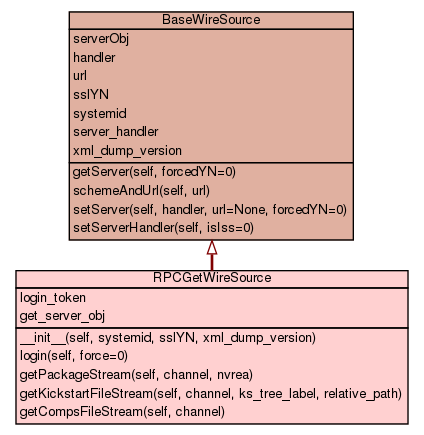 BaseWireSource
serverObj
handler
url
sslYN
systemid
server_handler
xml_dump_version
getServer(self, forcedYN=0)
schemeAndUrl(self, url)
setServer(self, handler, url=None, forcedYN=0)
setServerHandler(self, isIss=0)
RPCGetWireSource
login_token
get_server_obj
__init__(self, systemid, sslYN, xml_dump_version)
login(self, force=0)
getPackageStream(self, channel, nvrea)
getKickstartFileStream(self, channel, ks_tree_label, relative_path)
getCompsFileStream(self, channel)